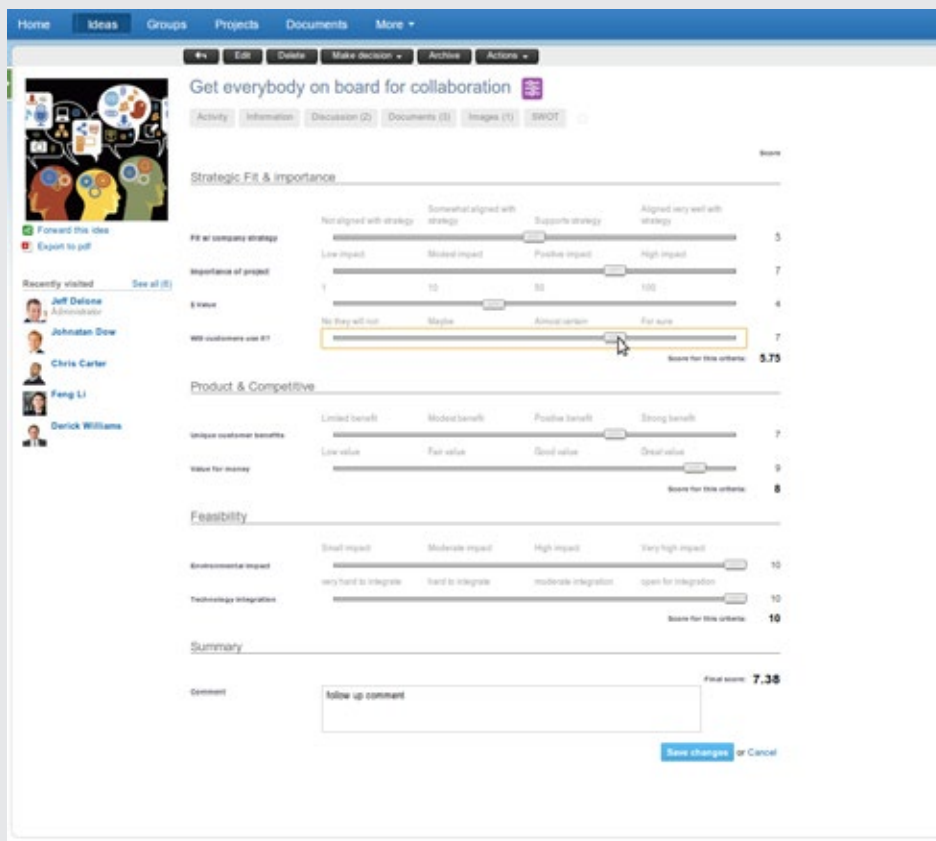 Home Ideas Groups Projects Documents More
Edit Delete Make decision Archive Actions
Get everybody on board for collaboration
Activity Information Discussion (2) Documents (0) Images (1) SWOT
Score
Strategic Fit & importance
Not aligned with strategy Somewhat aligned with strategy Supports strategy Aligned very well with strategy
Fit w/ company strategy 5
Low impact Modest impact Positive impact High impact
Importance of project 7
1 10 50 100
$ Value 4
No they will not Maybe Almost certain For sure
Will customers use it? 7
Score for this criteria: 5.75
Product & Competitive
Limited benefit Modest benefit Positive benefit Strong benefit
Unique customer benefits 7
Low value Fair value Good value Great value
Value for money 9
Score for this criteria: 8
Feasibility
Small impact Moderate impact High impact Very high impact
Environmental impact 10
very hard to integrate hard to integrate moderate integration open for integration
Technology integration 10
Score for this criteria: 10
Summary
Final score: 7.38
Comment
follow up comment
Save changes or Cancel
Forward this idea
Export to pdf
Recently visited See all (6)
Jeff Delone
Administrator
Johnatan Dow
Chris Carter
Feng Li
Derick Williams